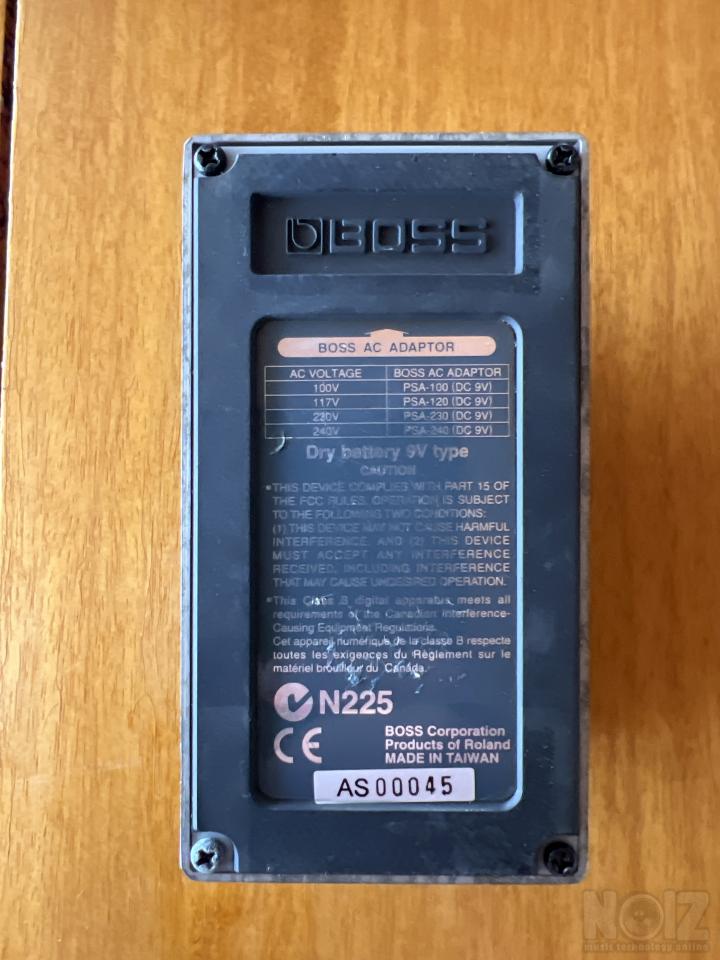 BOSS
BOSS AC ADAPTOR
AC VOLTAGE BOSS AC ADAPTOR
100V PSA-100 (DC 9V)
117V PSA-120 (DC 9V)
230V PSA-230 (DC 9V)
240V PSA-240 (DC 9V)
Dry battery 9V type
CAUTION
*THIS DEVICE COMPLIES WITH PART 15 OF
THE FCC RULES. OPERATION IS SUBJECT
TO THE FOLLOWING TWO CONDITIONS:
(1) THIS DEVICE MAY NOT CAUSE HARMFUL
INTERFERENCE, AND (2) THIS DEVICE
MUST ACCEPT ANY INTERFERENCE
RECEIVED, INCLUDING INTERFERENCE
THAT MAY CAUSE UNDESIRED OPERATION.
*This Class B digital apparatus meets all
requirements of the Canadian Interference-
Causing Equipment Regulations.
Cet appareil numérique de la classe B respecte
toutes les exigences du Règlement sur le
matériel brouilleur du Canada.
N225
CE
BOSS Corporation
Products of Roland
MADE IN TAIWAN
AS00045
NOIZ
music technology online